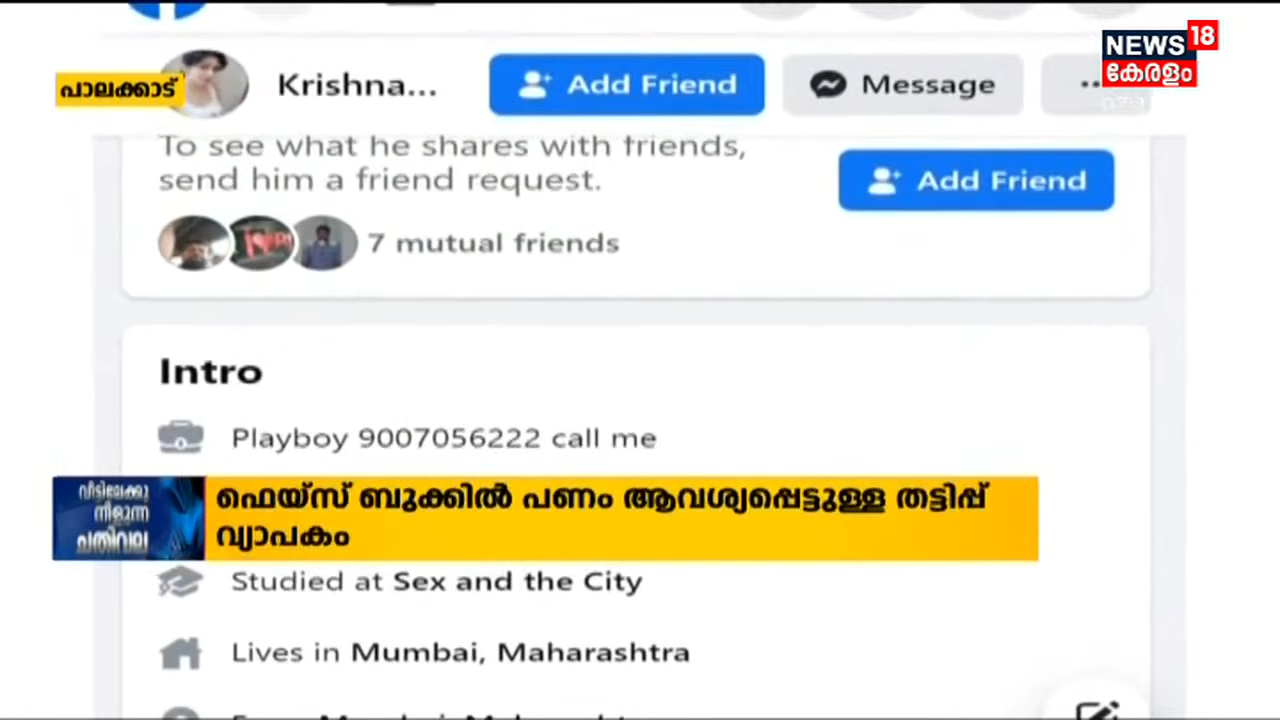 NEWS 18
കേരളം
പാലക്കാട്
Krishna...
Add Friend
Message
To see what he shares with friends,
send him a friend request.
Add Friend
7 mutual friends
Intro
Playboy 9007056222 call me
വീട്ടിലേക്കു
നീളുന്ന
ചതിവല
ഫെയ്സ് ബുക്കിൽ പണം ആവശ്യപ്പെട്ടുള്ള തട്ടിപ്പ്
വ്യാപകം
Studied at Sex and the City
Lives in Mumbai, Maharashtra